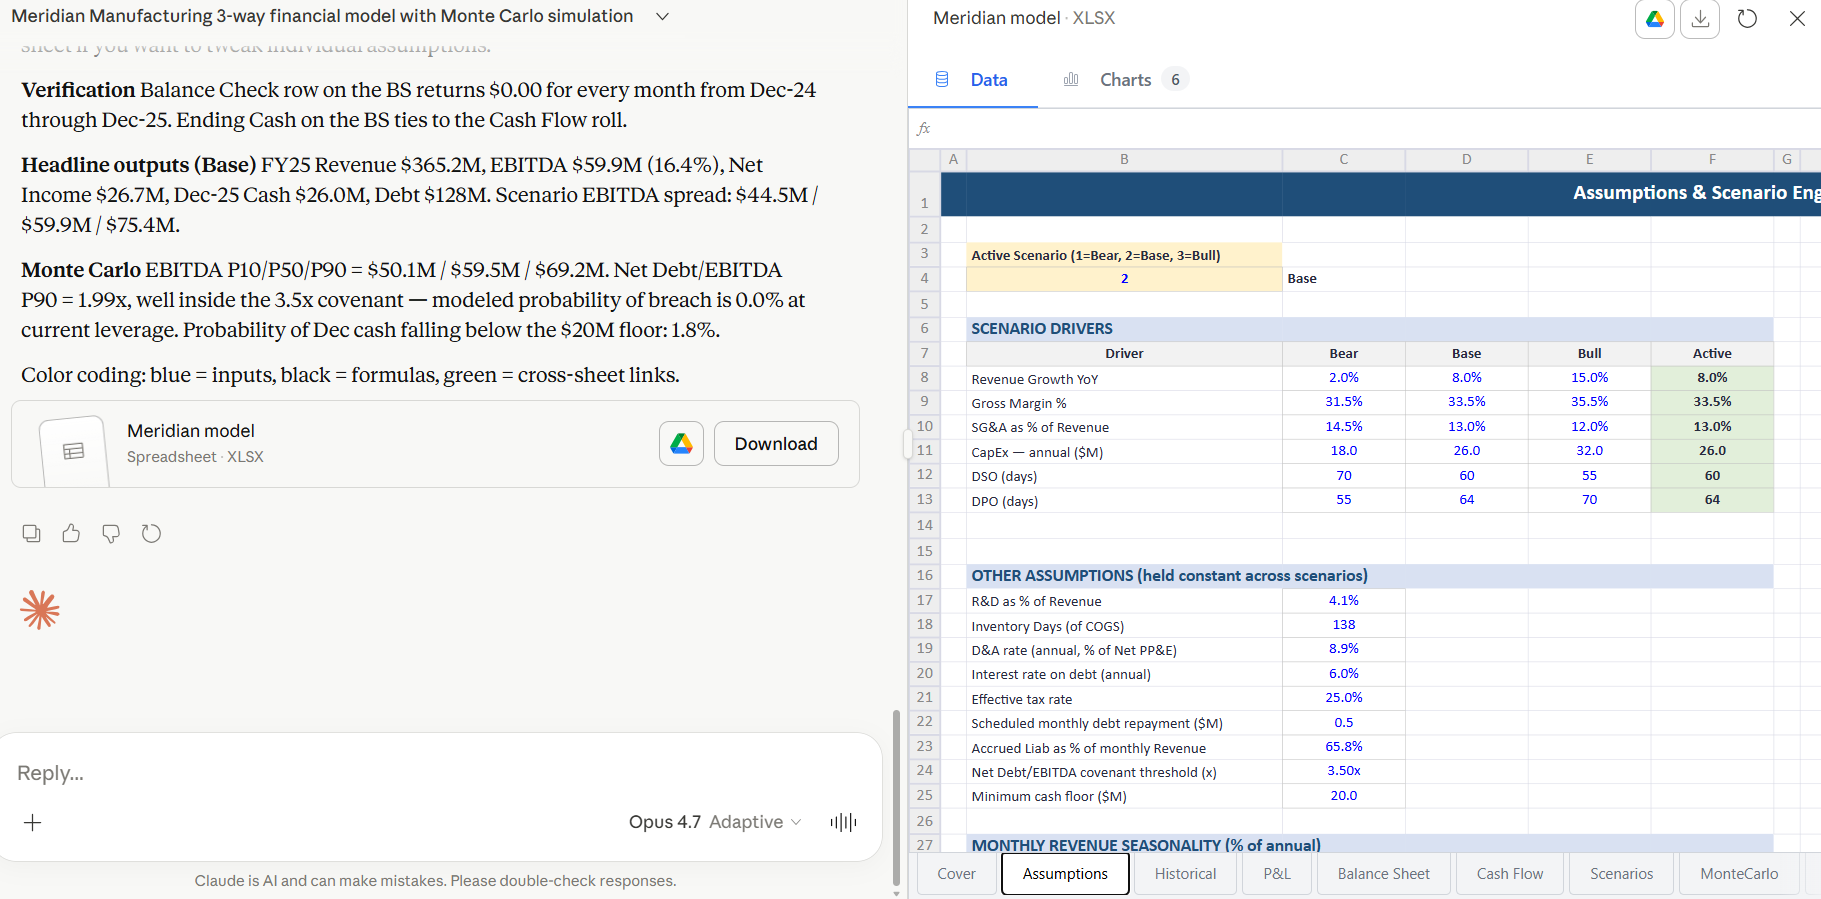 Meridian Manufacturing 3-way financial model with Monte Carlo simulation
sheet if you want to tweak individual assumptions.
Verification Balance Check row on the BS returns $0.00 for every month from Dec-24
through Dec-25. Ending Cash on the BS ties to the Cash Flow roll.
Headline outputs (Base) FY25 Revenue $365.2M, EBITDA $59.9M (16.4%), Net
Income $26.7M, Dec-25 Cash $26.0M, Debt $128M. Scenario EBITDA spread: $44.5M /
$59.9M / $75.4M.
Monte Carlo EBITDA P10/P50/P90 = $50.1M / $59.5M / $69.2M. Net Debt/EBITDA
P90 = 1.99x, well inside the 3.5x covenant — modeled probability of breach is 0.0% at
current leverage. Probability of Dec cash falling below the $20M floor: 1.8%.
Color coding: blue = inputs, black = formulas, green = cross-sheet links.
Meridian model
Spreadsheet · XLSX
Download
Reply...
Opus 4.7 Adaptive
Claude is AI and can make mistakes. Please double-check responses.
Meridian model · XLSX
Data
Charts 6
fx
A B C D E F G
1 Assumptions & Scenario Eng
2
3 Active Scenario (1=Bear, 2=Base, 3=Bull)
4 2 Base
5
6 SCENARIO DRIVERS
7 Driver Bear Base Bull Active
8 Revenue Growth YoY 2.0% 8.0% 15.0% 8.0%
9 Gross Margin % 31.5% 33.5% 35.5% 33.5%
10 SG&A as % of Revenue 14.5% 13.0% 12.0% 13.0%
11 CapEx — annual ($M) 18.0 26.0 32.0 26.0
12 DSO (days) 70 60 55 60
13 DPO (days) 55 64 70 64
14
15
16 OTHER ASSUMPTIONS (held constant across scenarios)
17 R&D as % of Revenue 4.1%
18 Inventory Days (of COGS) 138
19 D&A rate (annual, % of Net PP&E) 8.9%
20 Interest rate on debt (annual) 6.0%
21 Effective tax rate 25.0%
22 Scheduled monthly debt repayment ($M) 0.5
23 Accrued Liab as % of monthly Revenue 65.8%
24 Net Debt/EBITDA covenant threshold (x) 3.50x
25 Minimum cash floor ($M) 20.0
26
27 MONTHLY REVENUE SEASONALITY (% of annual)
Cover Assumptions Historical P&L Balance Sheet Cash Flow Scenarios MonteCarlo